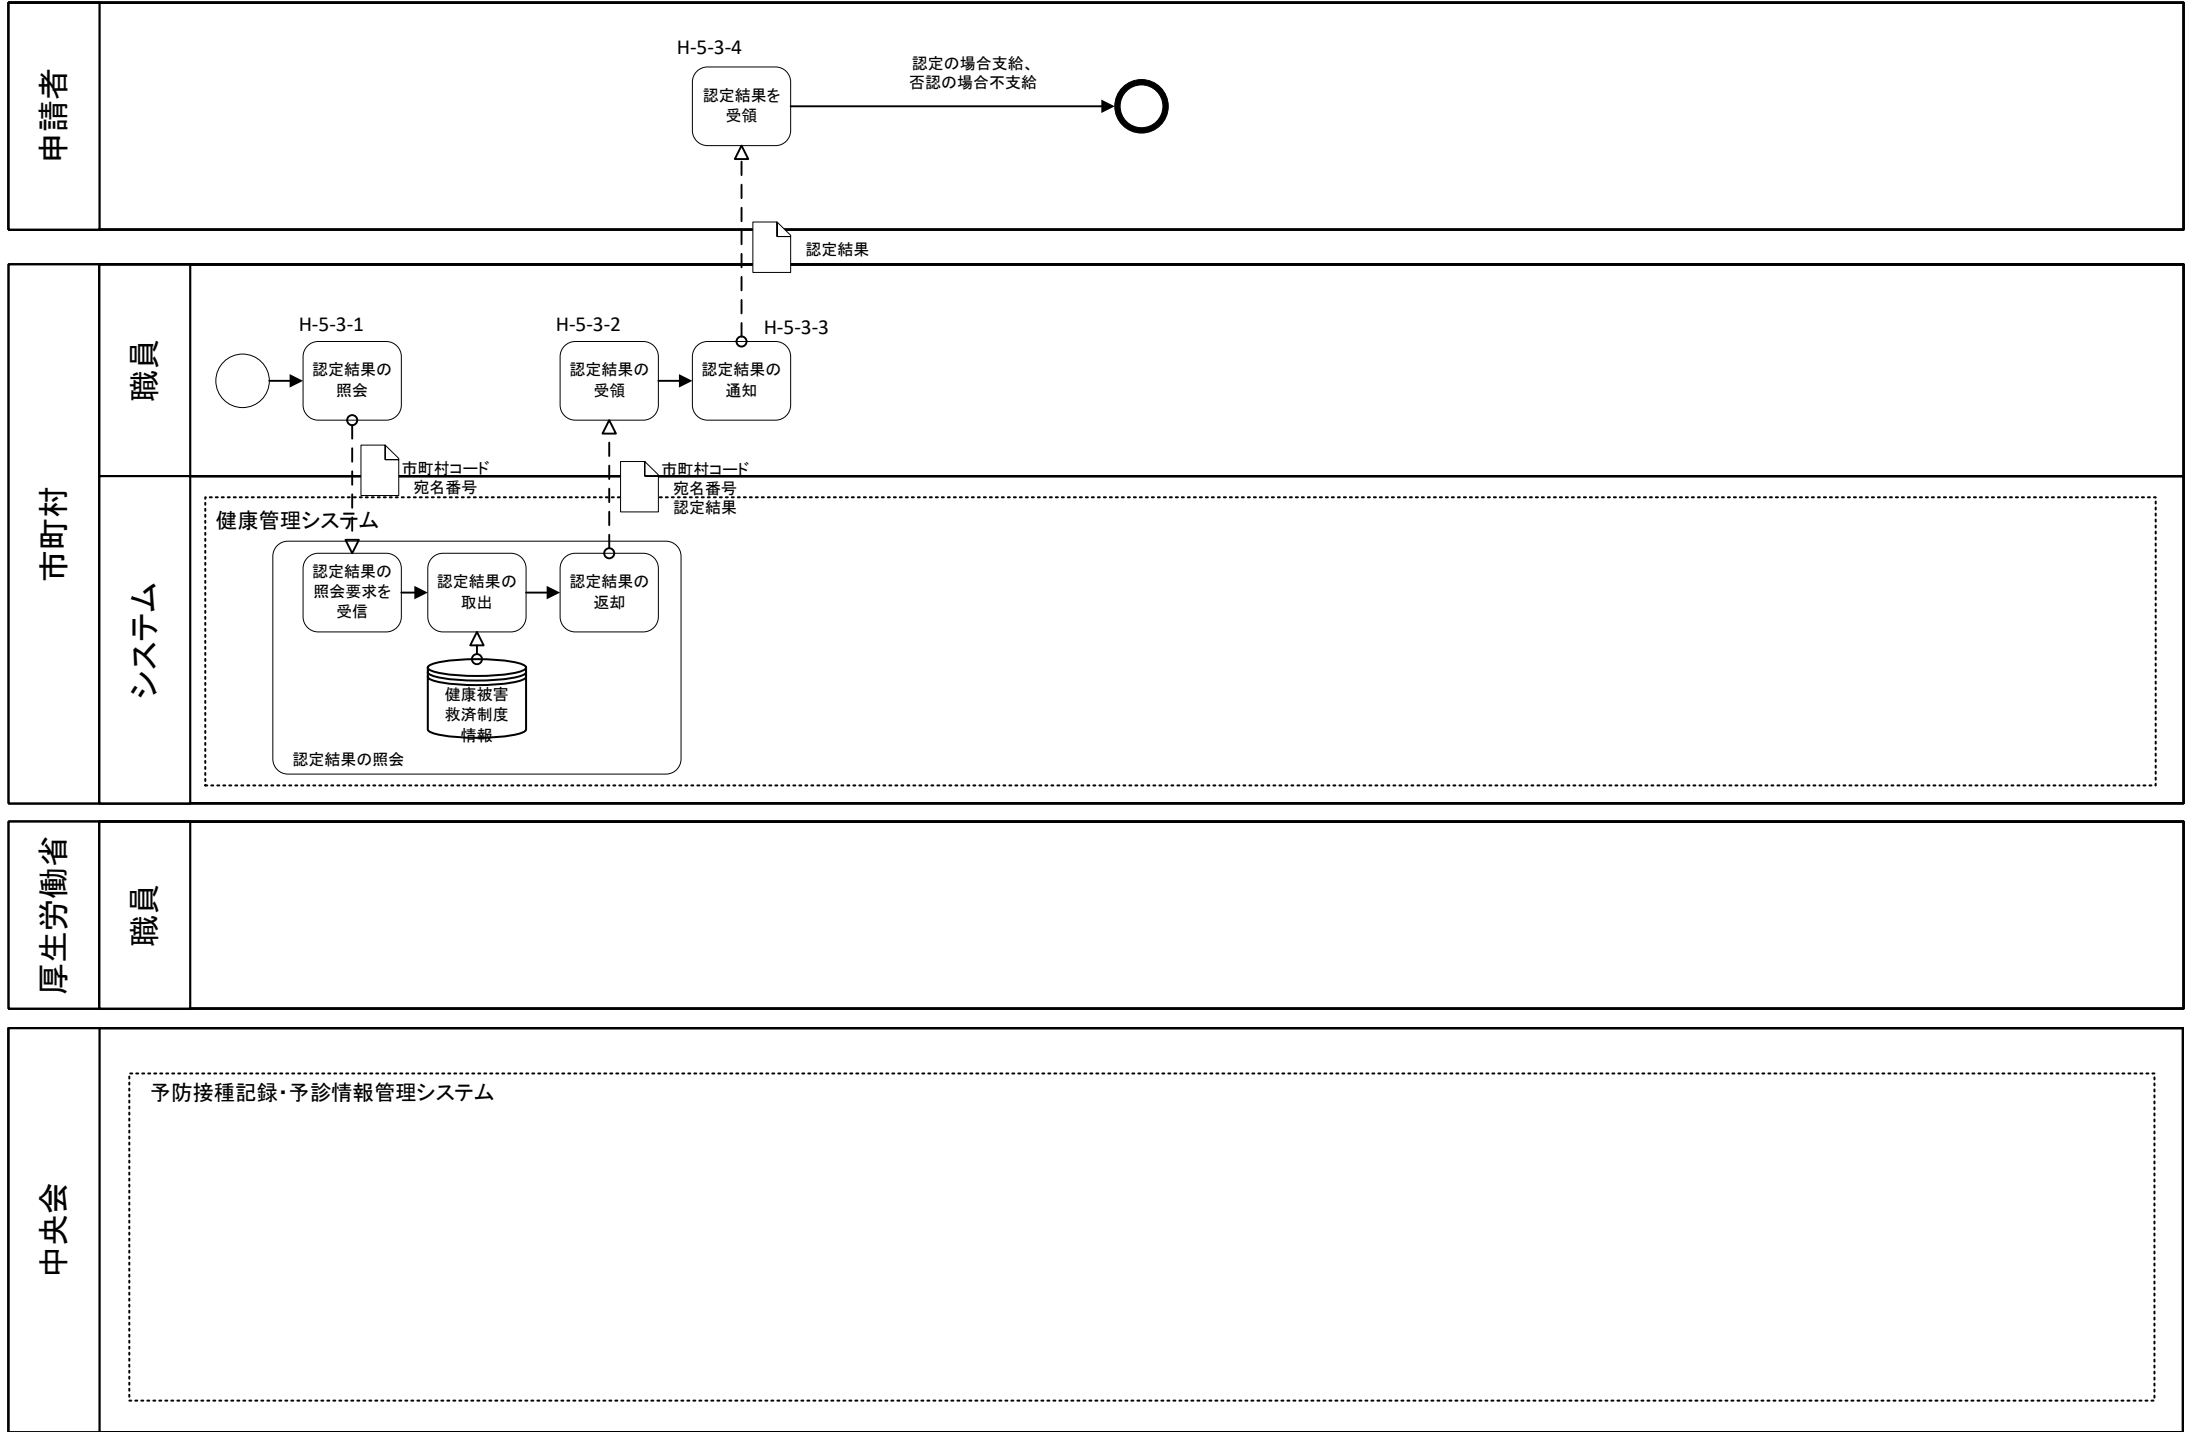 申請者
H-5-3-4
認定結果を
受領
認定の場合支給、
否認の場合不支給
認定結果
市町村
職員
H-5-3-1
認定結果の
照会
H-5-3-2
認定結果の
受領
H-5-3-3
認定結果の
通知
市町村コード
宛名番号
市町村コード
宛名番号
認定結果
システム
健康管理システム
認定結果の
照会要求を
受信
認定結果の
取出
認定結果の
返却
健康被害
救済制度
情報
認定結果の照会
厚生労働省
職員
中央会
予防接種記録・予診情報管理システム